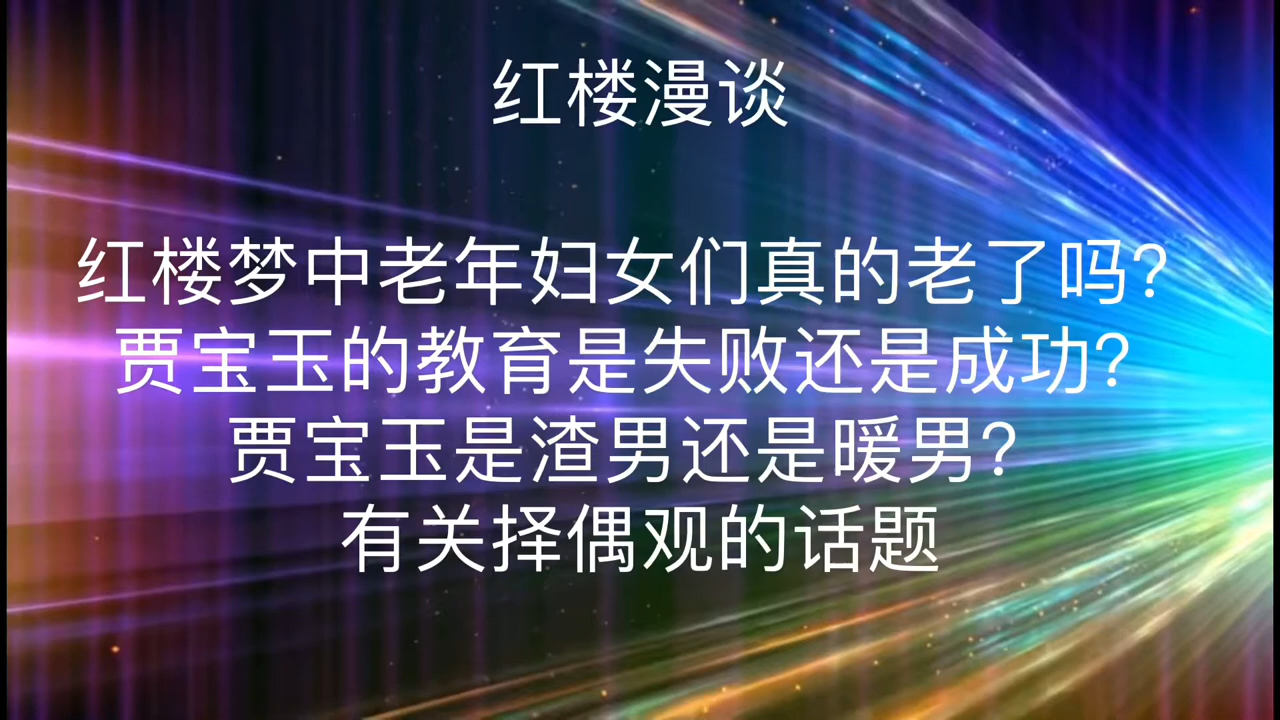 红楼漫谈
红楼梦中老年妇女们真的老了吗？
贾宝玉的教育是失败还是成功？
贾宝玉是渣男还是暖男？
有关择偶观的话题